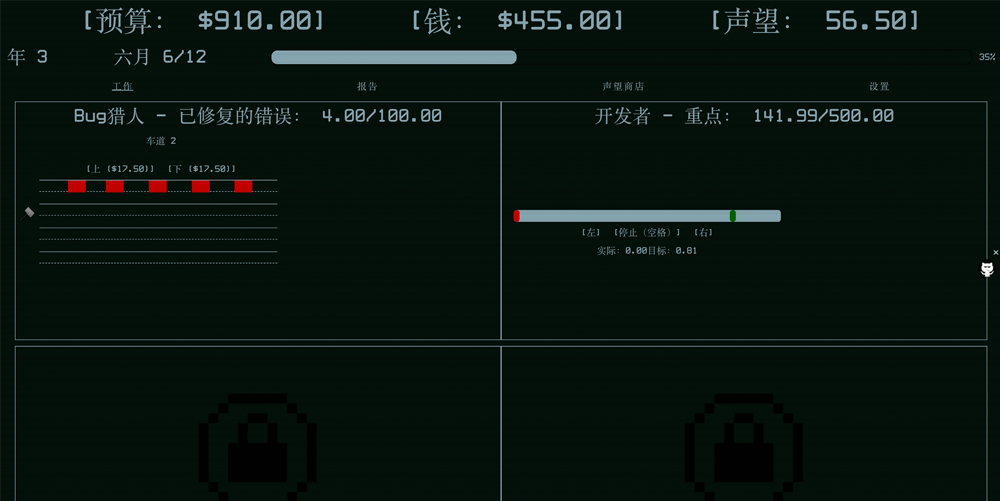 [预算: $910.00] [钱: $455.00] [声望: 56.50]
年 3 六月 6/12 35%
工作 报告 声望商店 设置
Bug猎人 - 已修复的错误: 4.00/100.00
车道 2
[上 ($17.50)] [下 ($17.50)]
开发者 - 重点: 141.99/500.00
[左] [停止(空格)] [右]
实际: 0.00目标: 0.81
×